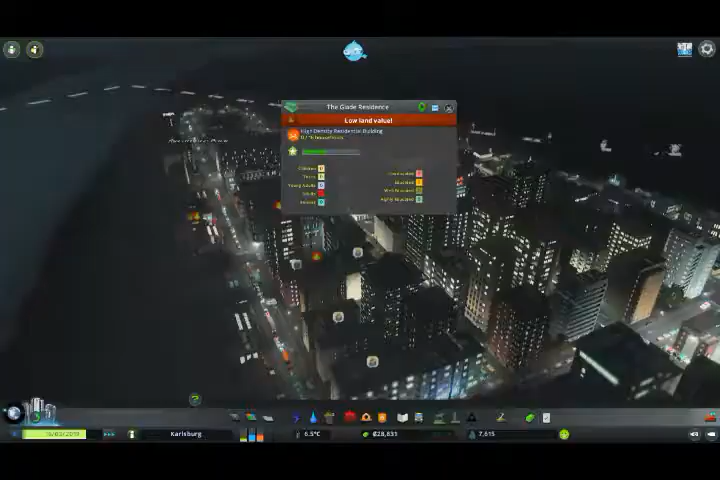 The Glade Residence
Low land value!
High Density Residential Building
Children
Teens
Young Adults
Adults
Seniors
Uneducated
Educated
Well Educated
Highly Educated
Karlsburg
6.5°C
₡28,831
7,615